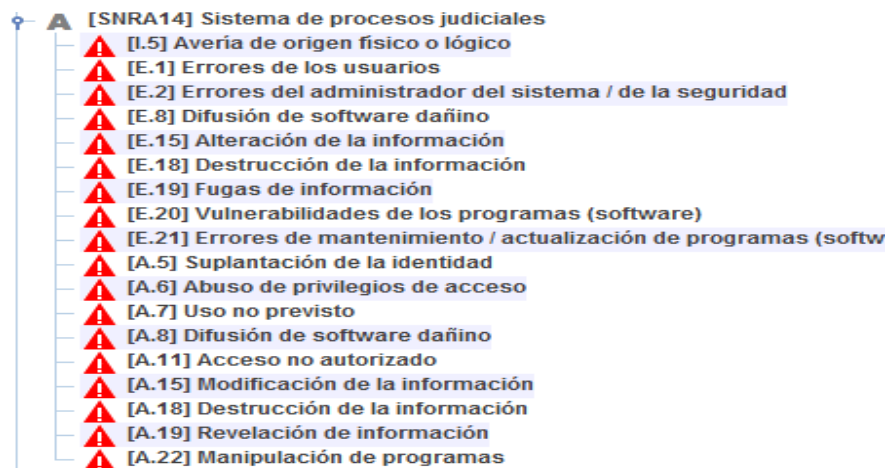 [SNRA14] Sistema de procesos judiciales
[I.5] Avería de origen físico o lógico
[E.1] Errores de los usuarios
[E.2] Errores del administrador del sistema / de la seguridad
[E.8] Difusión de software dañino
[E.15] Alteración de la información
[E.18] Destrucción de la información
[E.19] Fugas de información
[E.20] Vulnerabilidades de los programas (software)
[E.21] Errores de mantenimiento / actualización de programas (softw
[A.5] Suplantación de la identidad
[A.6] Abuso de privilegios de acceso
[A.7] Uso no previsto
[A.8] Difusión de software dañino
[A.11] Acceso no autorizado
[A.15] Modificación de la información
[A.18] Destrucción de la información
[A.19] Revelación de información
[A.22] Manipulación de programas